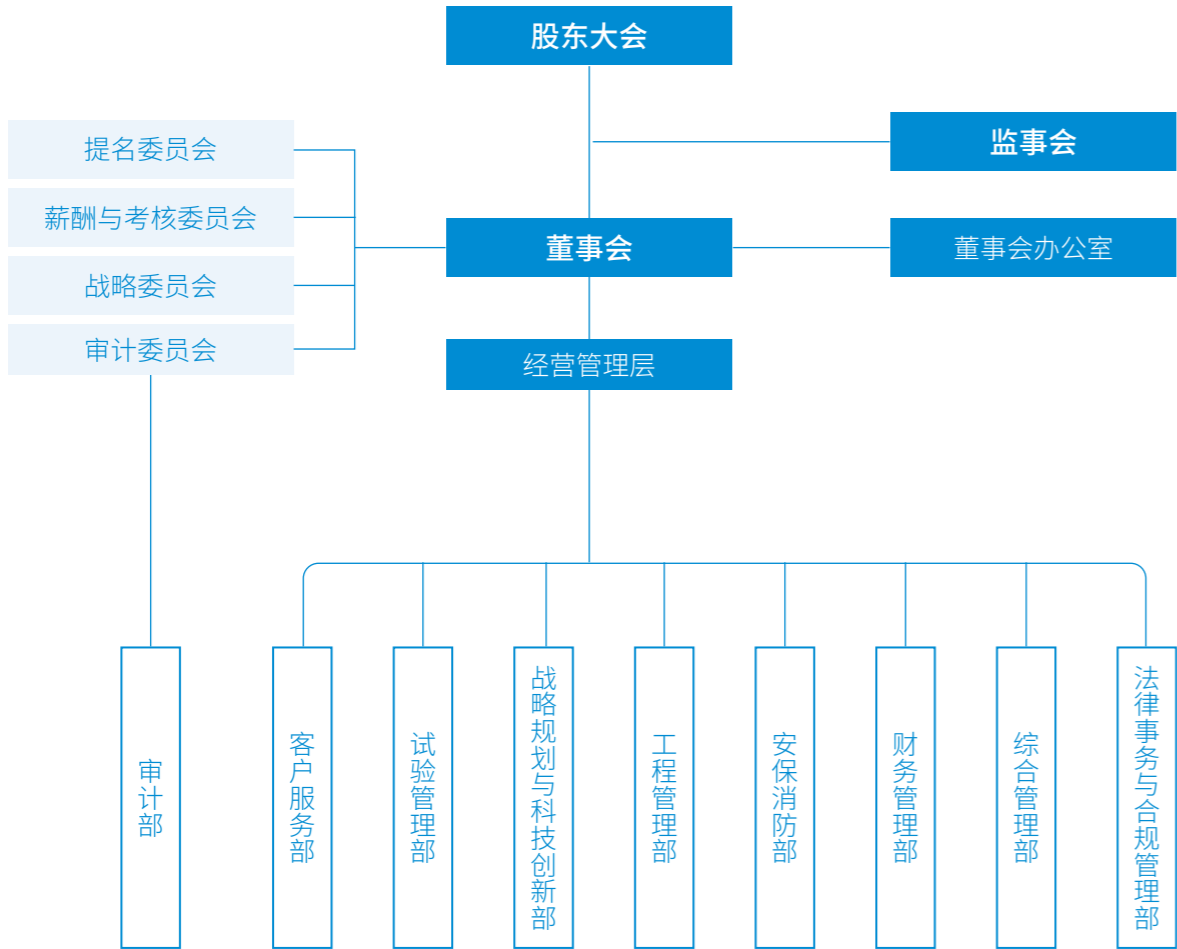 股东大会
提名委员会
监事会
薪酬与考核委员会
董事会
董事会办公室
战略委员会
审计委员会
经营管理层
审计部
客户服务部
试验管理部
战略规划与科技创新部
工程管理部
安保消防部
财务管理部
综合管理部
法律事务与合规管理部